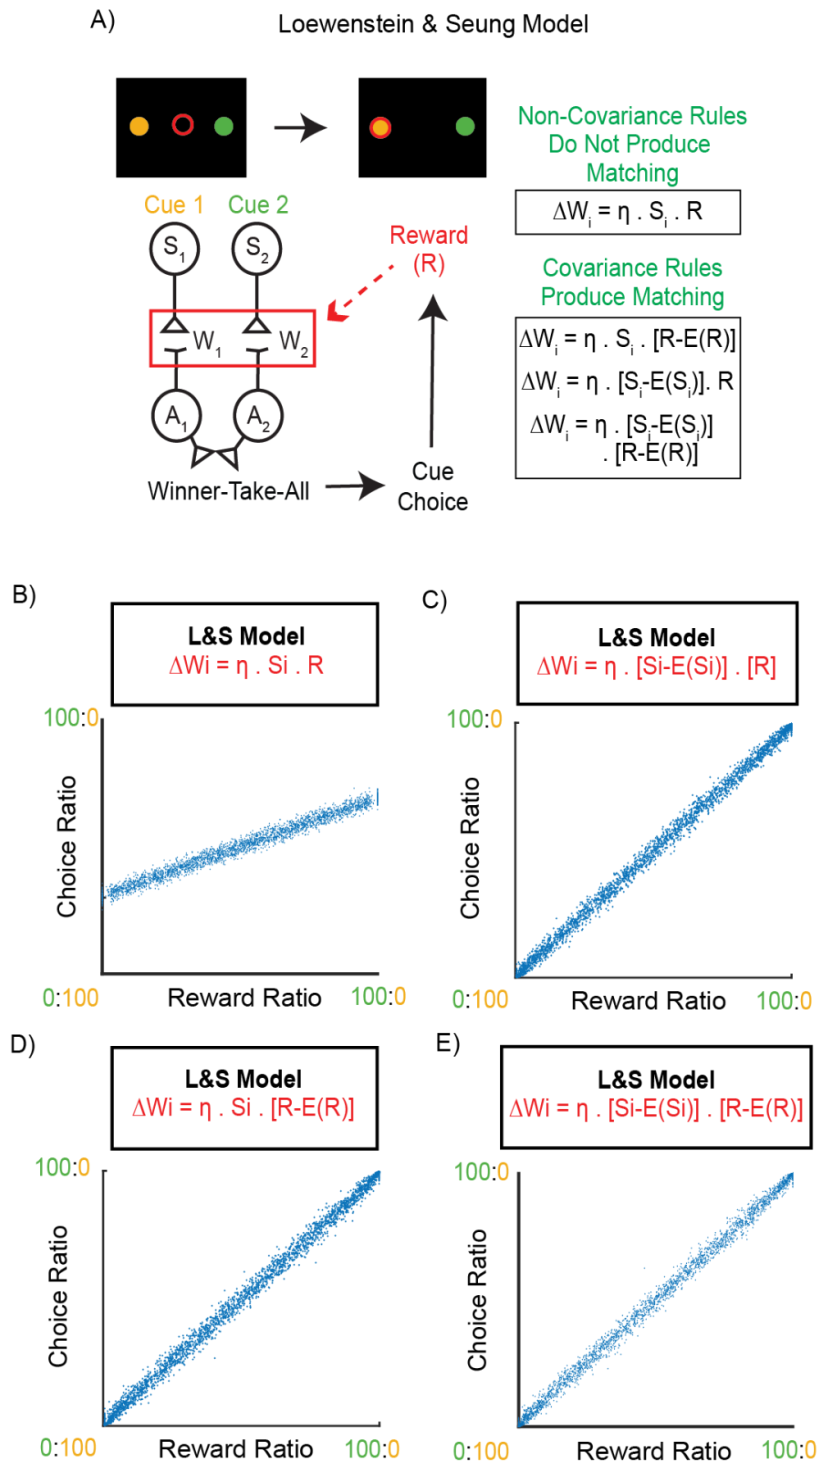 A)
Loewenstein & Seung Model
Cue 1 Cue 2
S1 S2
W1 W2
A1 A2
Winner-Take-All
Reward
(R)
Cue
Choice
Non-Covariance Rules
Do Not Produce
Matching
ΔWi = η . Si . R
Covariance Rules
Produce Matching
ΔWi = η . Si . [R-E(R)]
ΔWi = η . [Si-E(Si)]. R
ΔWi = η . [Si-E(Si)]
. [R-E(R)]
B)
L&S Model
ΔWi = η . Si . R
100:0
Choice Ratio
0:100
Reward Ratio
100:0
C)
L&S Model
ΔWi = η . [Si-E(Si)] . [R]
100:0
Choice Ratio
0:100
Reward Ratio
100:0
D)
L&S Model
ΔWi = η . Si . [R-E(R)]
100:0
Choice Ratio
0:100
Reward Ratio
100:0
E)
L&S Model
ΔWi = η . [Si-E(Si)] . [R-E(R)]
100:0
Choice Ratio
0:100
Reward Ratio
100:0